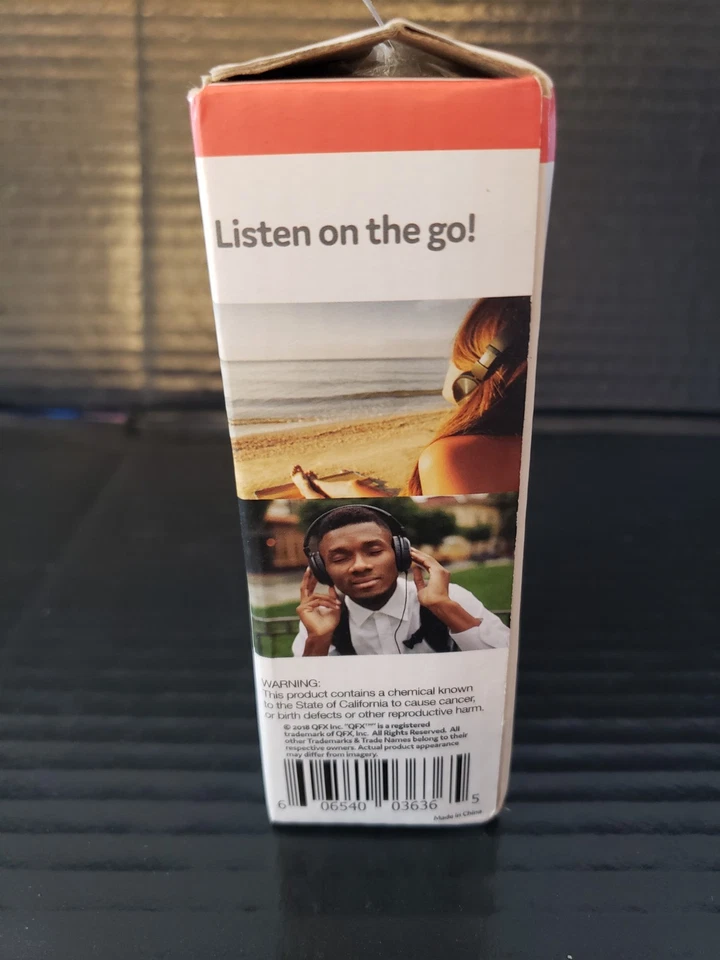 Listen on the go!
WARNING:
This product contains a chemical known
to the State of California to cause cancer,
or birth defects or other reproductive harm.
© 2018 QFX Inc. "QFX™" is a registered
trademark of QFX, Inc. All Rights Reserved. All
other Trademarks & Trade Names belong to their
respective owners. Actual product appearance
may differ from imagery.
6 06540 03636 5
Made in China